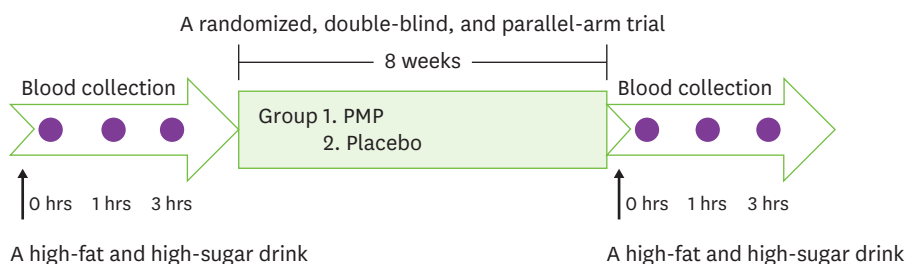 A randomized, double-blind, and parallel-arm trial
8 weeks
Blood collection
Group 1. PMP
2. Placebo
Blood collection
0 hrs 1 hrs 3 hrs
0 hrs 1 hrs 3 hrs
A high-fat and high-sugar drink
A high-fat and high-sugar drink